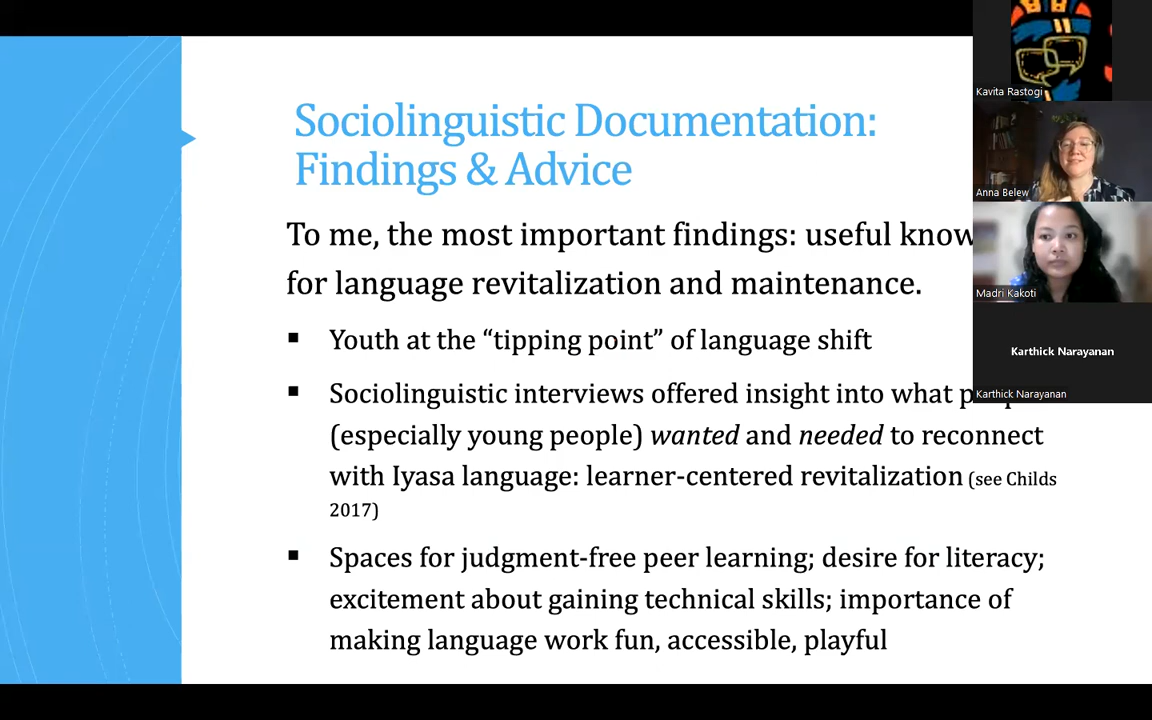 Sociolinguistic Documentation:
Findings & Advice
To me, the most important findings: useful
for language revitalization and maintenance.
▪ Youth at the “tipping point” of language shift
▪ Sociolinguistic interviews offered insight into what
(especially young people) wanted and needed to reconnect
with Iyasa language: learner-centered revitalization (see Childs
2017)
▪ Spaces for judgment-free peer learning; desire for literacy;
excitement about gaining technical skills; importance of
making language work fun, accessible, playful
Kavita Rastogi
Anna Belew
Madri Kakoti
Karthick Narayanan
Karthick Narayanan